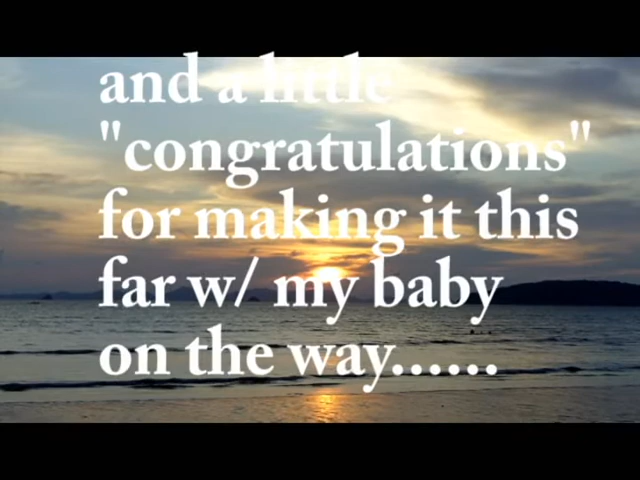 and a little
"congratulations"
for making it this
far w/ my baby
on the way......